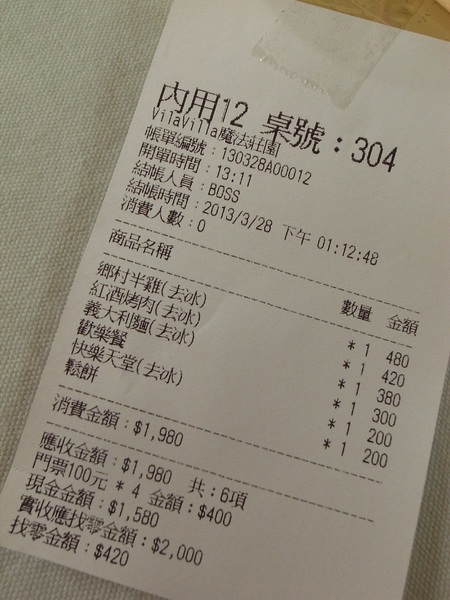 內用12 桌號：304
VilaVilla魔法莊園
帳單編號：130328A00012
開單時間：13:11
結帳人員：BOSS
結帳時間：2013/3/28 下午 01:12:48
消費人數：0
商品名稱 數量 金額
鄉村半雞(去冰) * 1 480
紅酒烤肉(去冰) * 1 420
義大利麵(去冰) * 1 380
歡樂餐 * 1 300
快樂天堂(去冰) * 1 200
鬆餅 * 1 200
消費金額：$1,980
應收金額：$1,980 共：6項
門票100元 * 4 金額：$400
現金金額：$1,580
實收應找零金額：$2,000
找零金額：$420